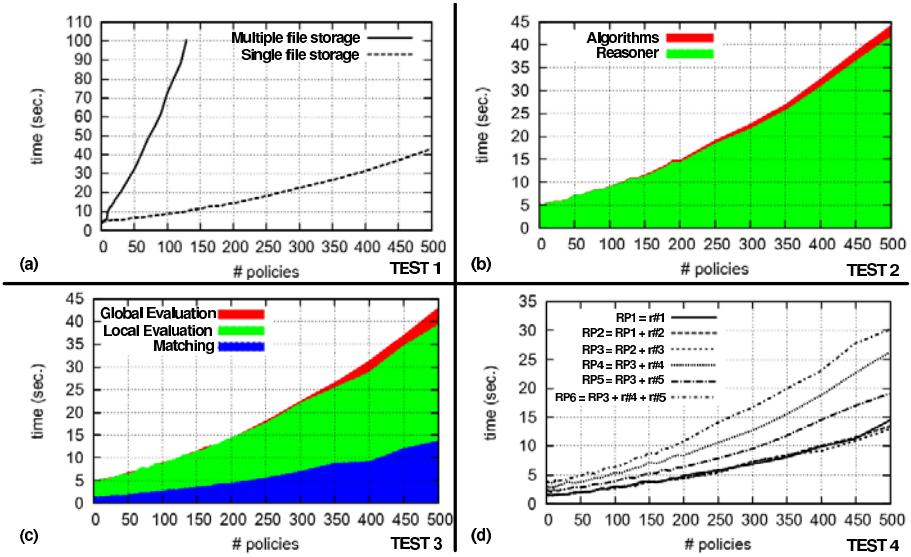 110
100
90
80
70
60
50
40
30
20
10
0
time (sec.)
Multiple file storage
Single file storage
0 50 100 150 200 250 300 350 400 450 500
# policies
(a)
TEST 1
45
40
35
30
25
20
15
10
5
0
time (sec.)
Algorithms
Reasoner
0 50 100 150 200 250 300 350 400 450 500
# policies
(b)
TEST 2
45
40
35
30
25
20
15
10
5
0
time (sec.)
Global Evaluation
Local Evaluation
Matching
0 50 100 150 200 250 300 350 400 450 500
# policies
(c)
TEST 3
35
30
25
20
15
10
5
0
time (sec.)
RP1 = r#1
RP2 = RP1 + r#2
RP3 = RP2 + r#3
RP4 = RP3 + r#4
RP5 = RP3 + r#5
RP6 = RP3 + r#4 + r#5
0 50 100 150 200 250 300 350 400 450 500
# policies
(d)
TEST 4